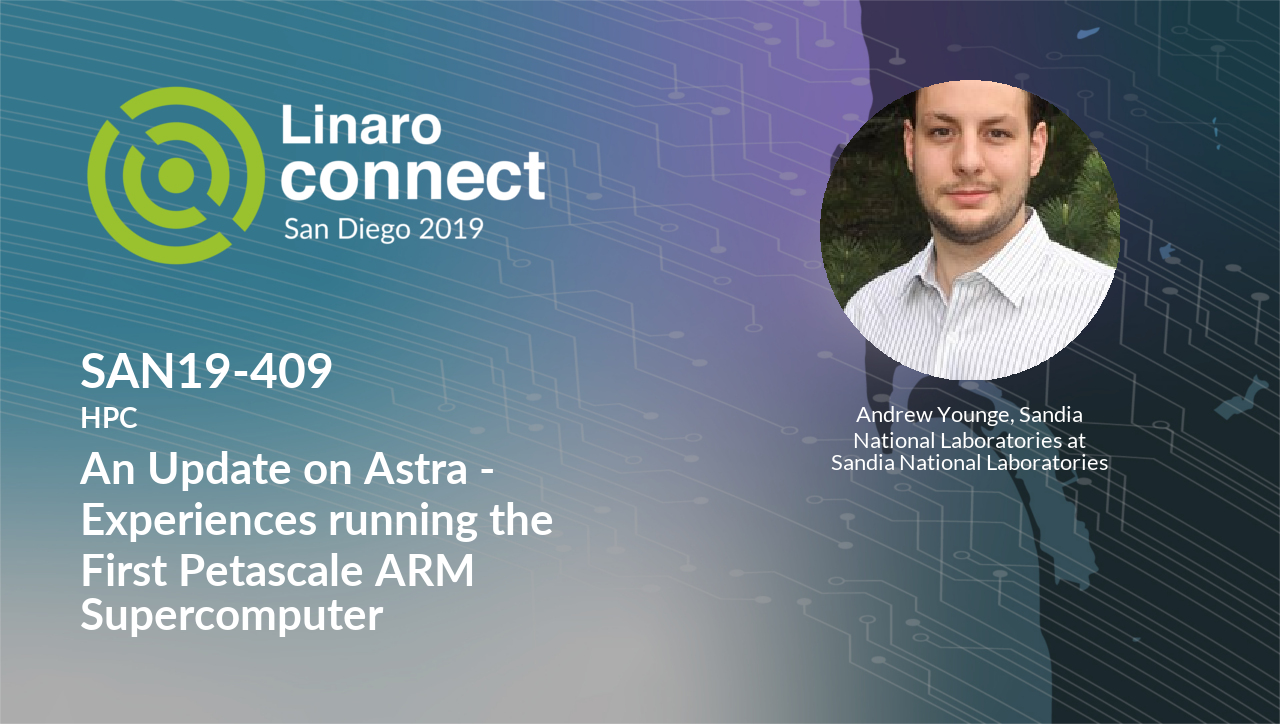 Linaro
connect
San Diego 2019
SAN19-409
HPC
An Update on Astra -
Experiences running the
First Petascale ARM
Supercomputer
Andrew Younge, Sandia
National Laboratories at
Sandia National Laboratories